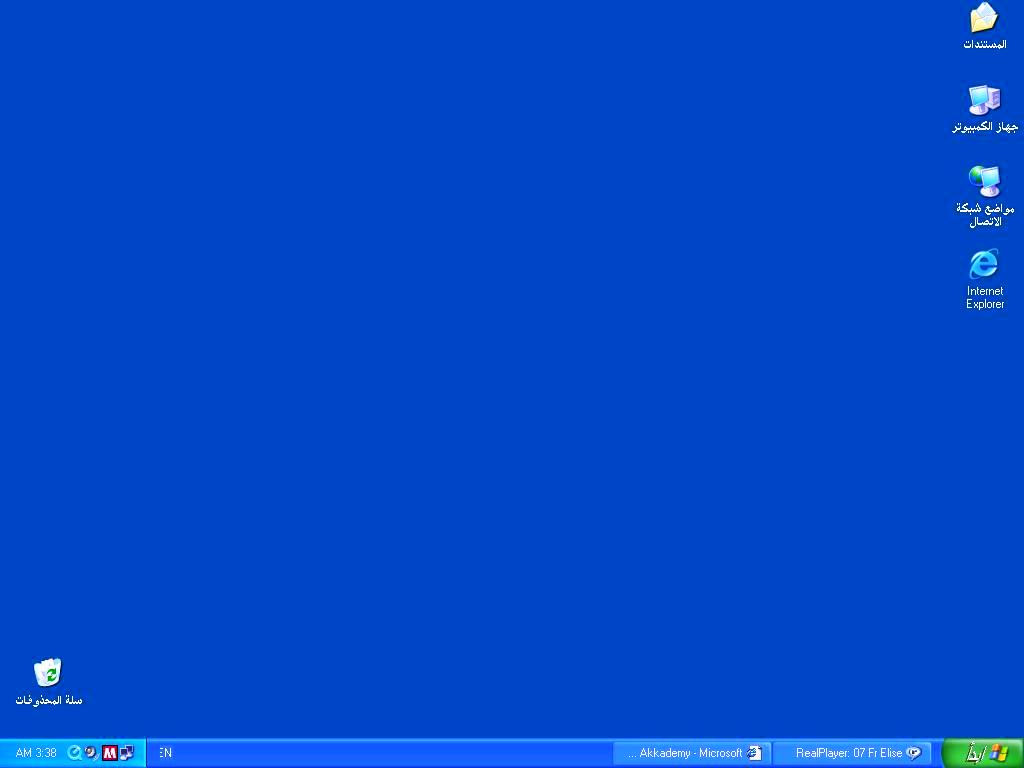 المستندات
جهاز الكمبيوتر
مواضع شبكة
الاتصال
Internet
Explorer
سلة المحذوفات
ابدأ
RealPlayer: 07 Fr Elise
Akkademy - Microsoft ...
EN
AM 3:38